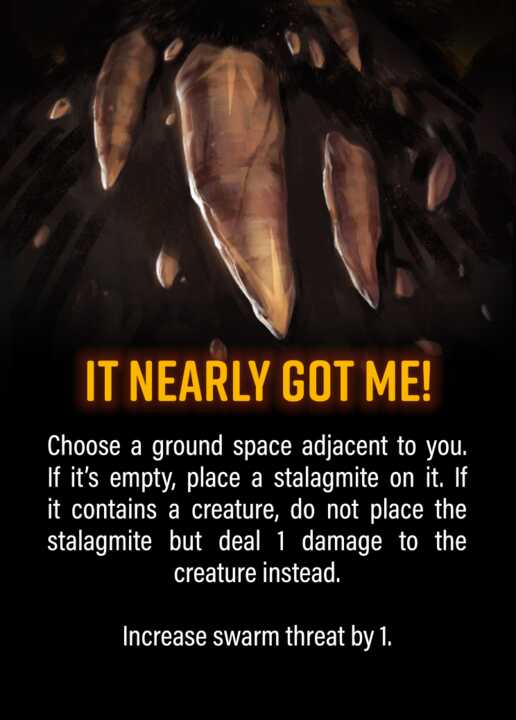 IT NEARLY GOT ME!
Choose a ground space adjacent to you.
If it’s empty, place a stalagmite on it. If
it contains a creature, do not place the
stalagmite but deal 1 damage to the
creature instead.
Increase swarm threat by 1.